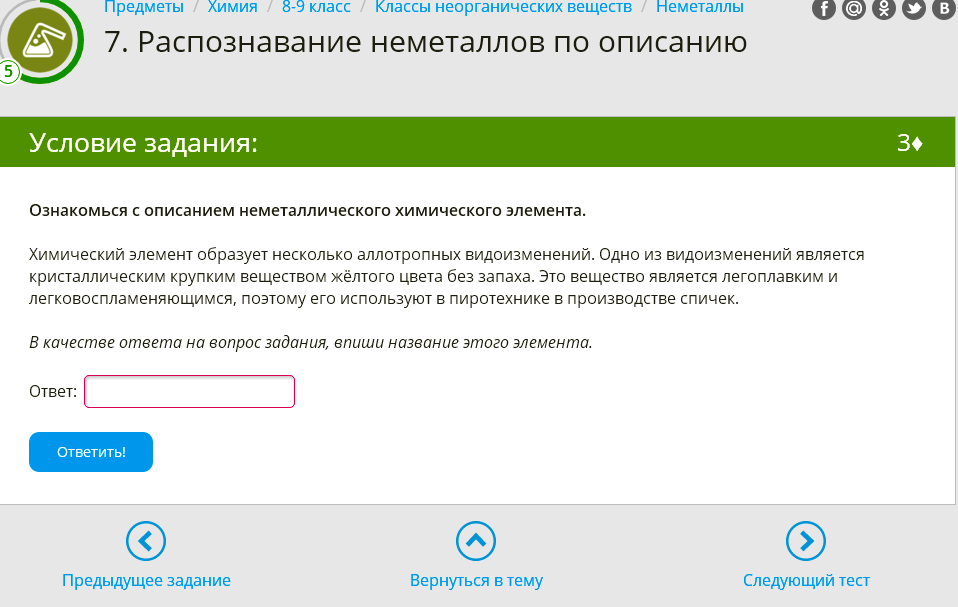 Предметы / Химия / 8-9 класс / Классы неорганических веществ / Неметаллы
7. Распознавание неметаллов по описанию
5
Условие задания:
3♦
Ознакомься с описанием неметаллического химического элемента.
Химический элемент образует несколько аллотропных видоизменений. Одно из видоизменений является
кристаллическим крупким веществом жёлтого цвета без запаха. Это вещество является легоплавким и
легковоспламеняющимся, поэтому его используют в пиротехнике в производстве спичек.
В качестве ответа на вопрос задания, впиши название этого элемента.
Ответ:
Ответить!
Предыдущее задание
Вернуться в тему
Следующий тест